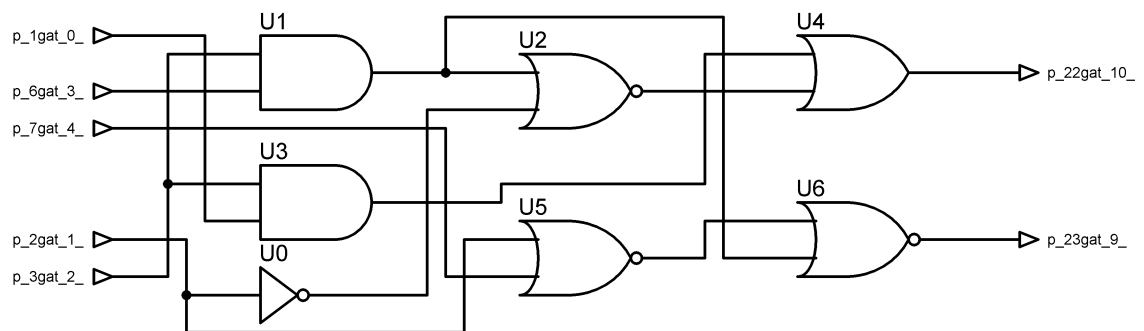 U1
U4
p_1gat_0_
U2
p_22gat_10_
p_6gat_3_
p_7gat_4_
U3
U5
U6
p_2gat_1_
p_23gat_9_
U0
p_3gat_2_